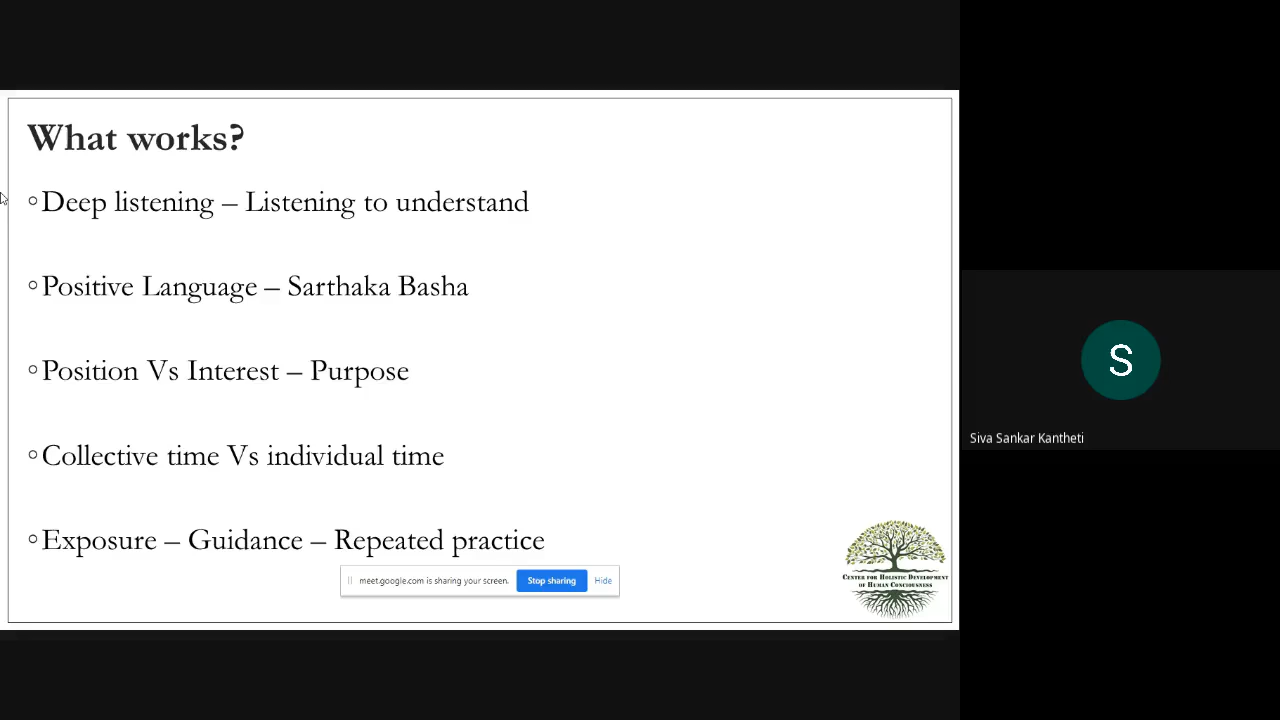 What works?
Deep listening – Listening to understand
Positive Language – Sarthaka Basha
Position Vs Interest – Purpose
Collective time Vs individual time
Exposure – Guidance – Repeated practice
meet.google.com is sharing your screen. Stop sharing Hide
Center for Holistic Development
of Human Conciousness
S
Siva Sankar Kantheti